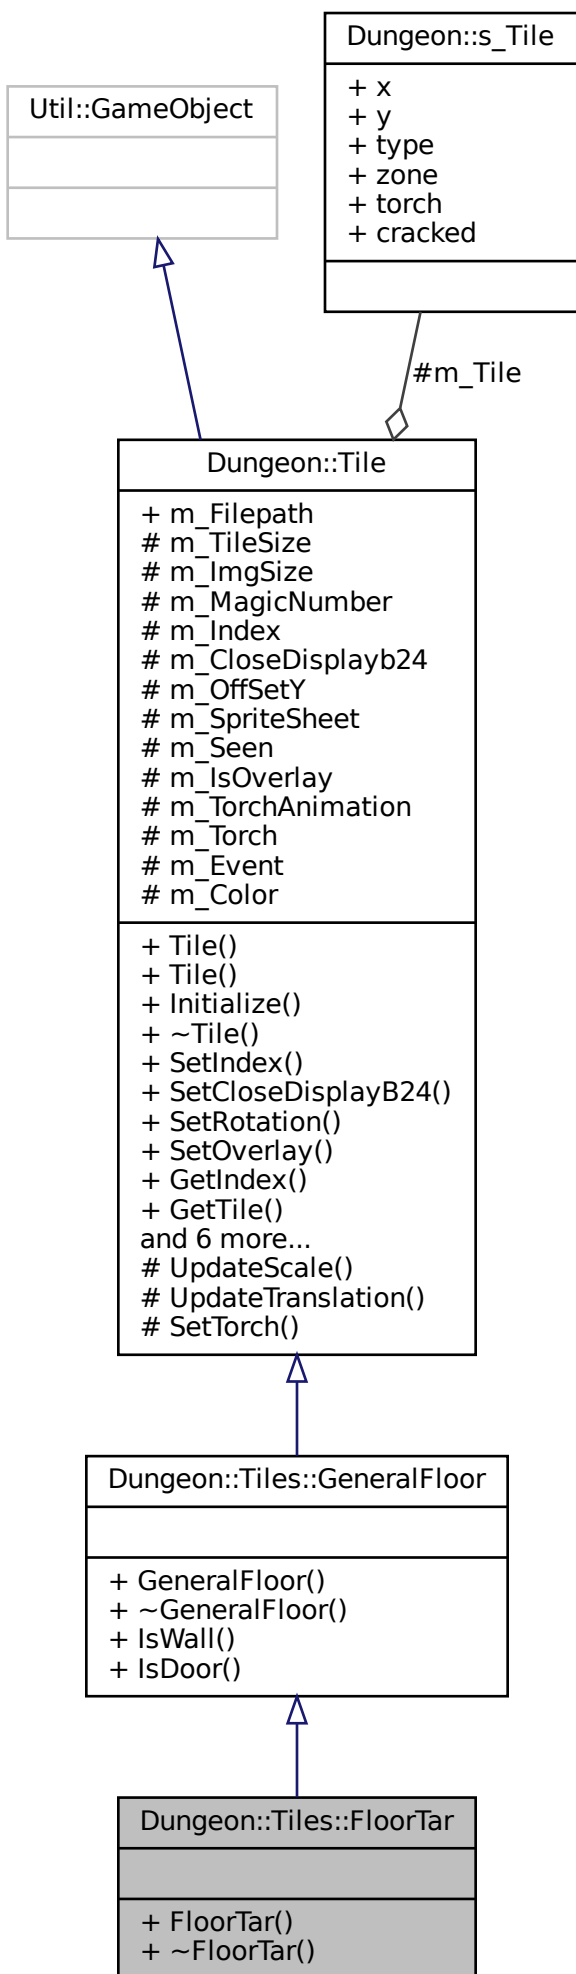 Dungeon::s_Tile
+ x
+ y
+ type
+ zone
+ torch
+ cracked
Util::GameObject
#m_Tile
Dungeon::Tile
+ m_Filepath
# m_TileSize
# m_ImgSize
# m_MagicNumber
# m_Index
# m_CloseDisplayb24
# m_OffSetY
# m_SpriteSheet
# m_Seen
# m_IsOverlay
# m_TorchAnimation
# m_Torch
# m_Event
# m_Color
+ Tile()
+ Tile()
+ Initialize()
+ ~Tile()
+ SetIndex()
+ SetCloseDisplayB24()
+ SetRotation()
+ SetOverlay()
+ GetIndex()
+ GetTile()
and 6 more...
# UpdateScale()
# UpdateTranslation()
# SetTorch()
Dungeon::Tiles::GeneralFloor
+ GeneralFloor()
+ ~GeneralFloor()
+ IsWall()
+ IsDoor()
Dungeon::Tiles::FloorTar
+ FloorTar()
+ ~FloorTar()